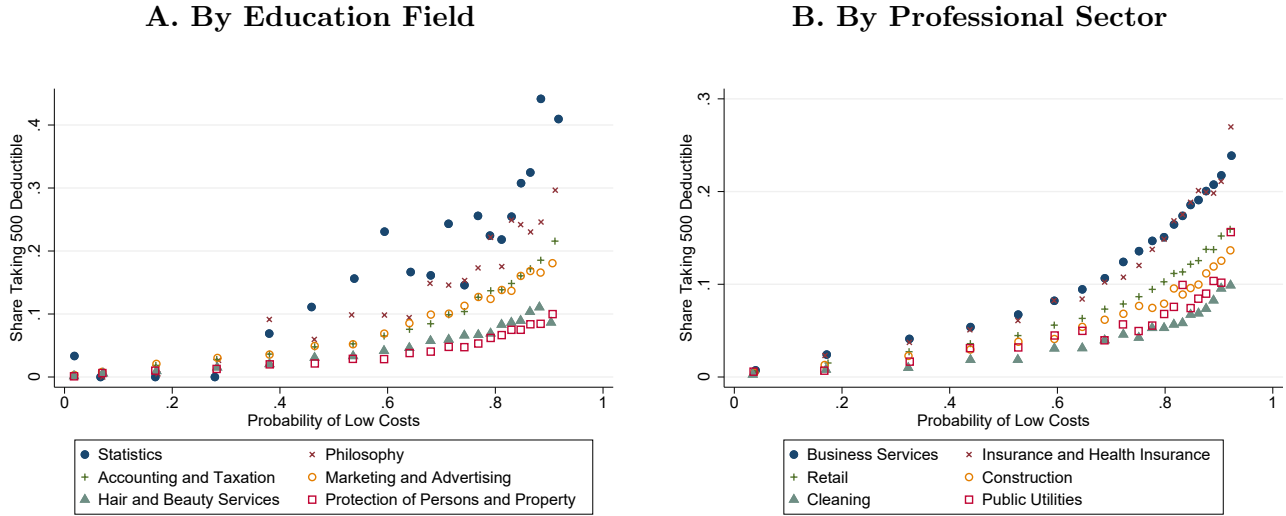 A. By Education Field
Share Taking 500 Deductible
.4
.3
.2
.1
0
0 .2 .4 .6 .8 1
Probability of Low Costs
Statistics Philosophy
Accounting and Taxation Marketing and Advertising
Hair and Beauty Services Protection of Persons and Property
B. By Professional Sector
Share Taking 500 Deductible
.3
.2
.1
0
0 .2 .4 .6 .8 1
Probability of Low Costs
Business Services Insurance and Health Insurance
Retail Construction
Cleaning Public Utilities